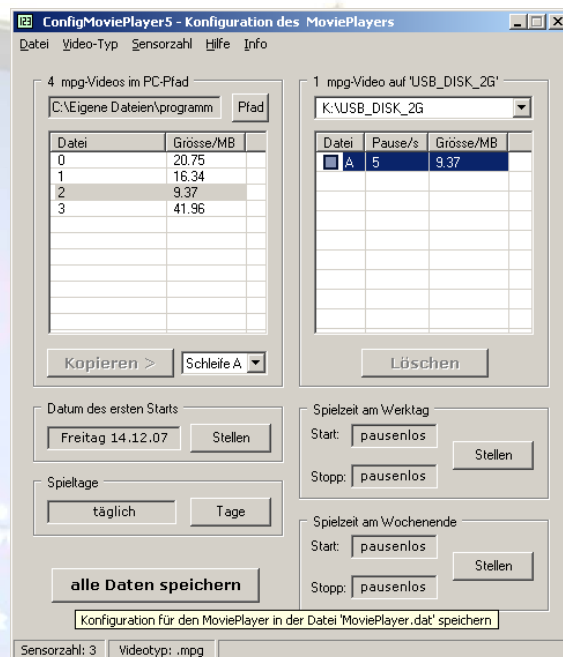 ConfigMoviePlayer5 - Konfiguration des MoviePlayers
Datei Video-Typ Sensorzahl Hilfe Info
4 mpg-Videos im PC-Pfad
C:\Eigene Dateien\programm Pfad
Datei Grösse/MB
0 20.75
1 16.34
2 9.37
3 41.96
Kopieren > Schleife A
1 mpg-Video auf 'USB_DISK_2G'
K:\USB_DISK_2G
Datei Pause/s Grösse/MB
A 5 9.37
Löschen
Datum des ersten Starts
Freitag 14.12.07 Stellen
Spieltage
täglich Tage
Spielzeit am Werktag
Start: pausenlos
Stellen
Stopp: pausenlos
Spielzeit am Wochenende
Start: pausenlos
Stellen
Stopp: pausenlos
alle Daten speichern
Konfiguration für den MoviePlayer in der Datei 'MoviePlayer.dat' speichern
Sensorzahl: 3 Videotyp: .mpg